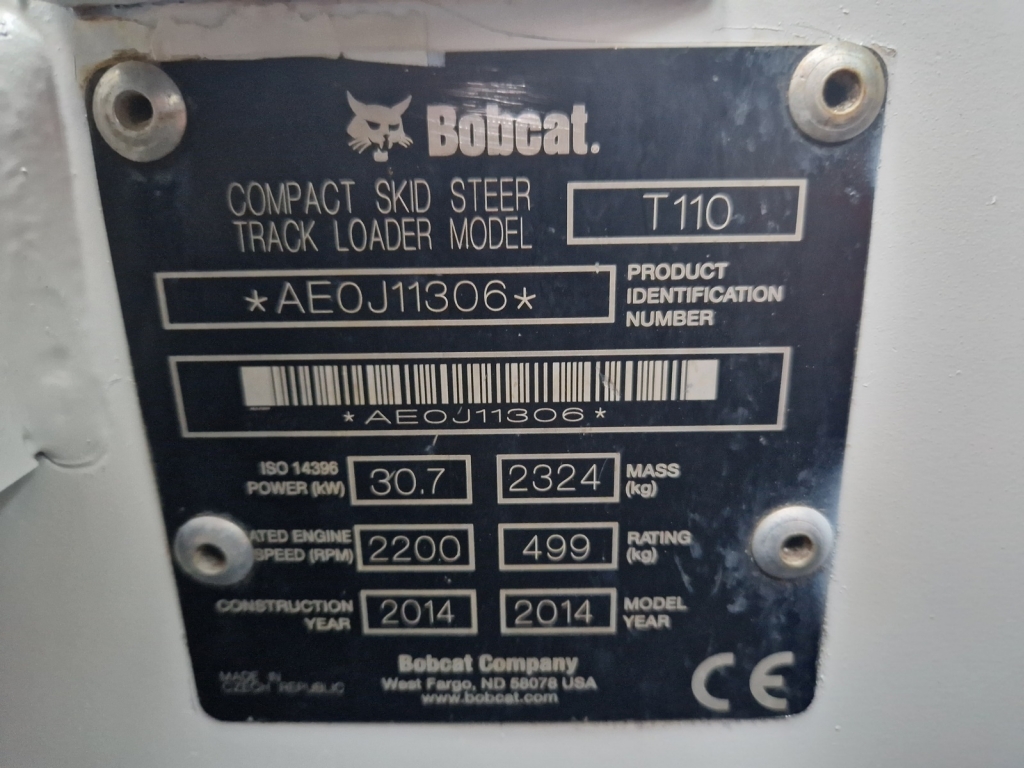 Bobcat.
COMPACT SKID STEER
TRACK LOADER MODEL
T110
*AE0J11306*
PRODUCT
IDENTIFICATION
NUMBER
*AE0J11306*
ISO 14396
POWER (kW)
30.7
2324
MASS
(kg)
ATED ENGINE
SPEED (RPM)
2200
499
RATING
(kg)
CONSTRUCTION
YEAR
2014
2014
MODEL
YEAR
MADE IN
CZECH REPUBLIC
Bobcat Company
West Fargo, ND 58078 USA
www.bobcat.com
CE